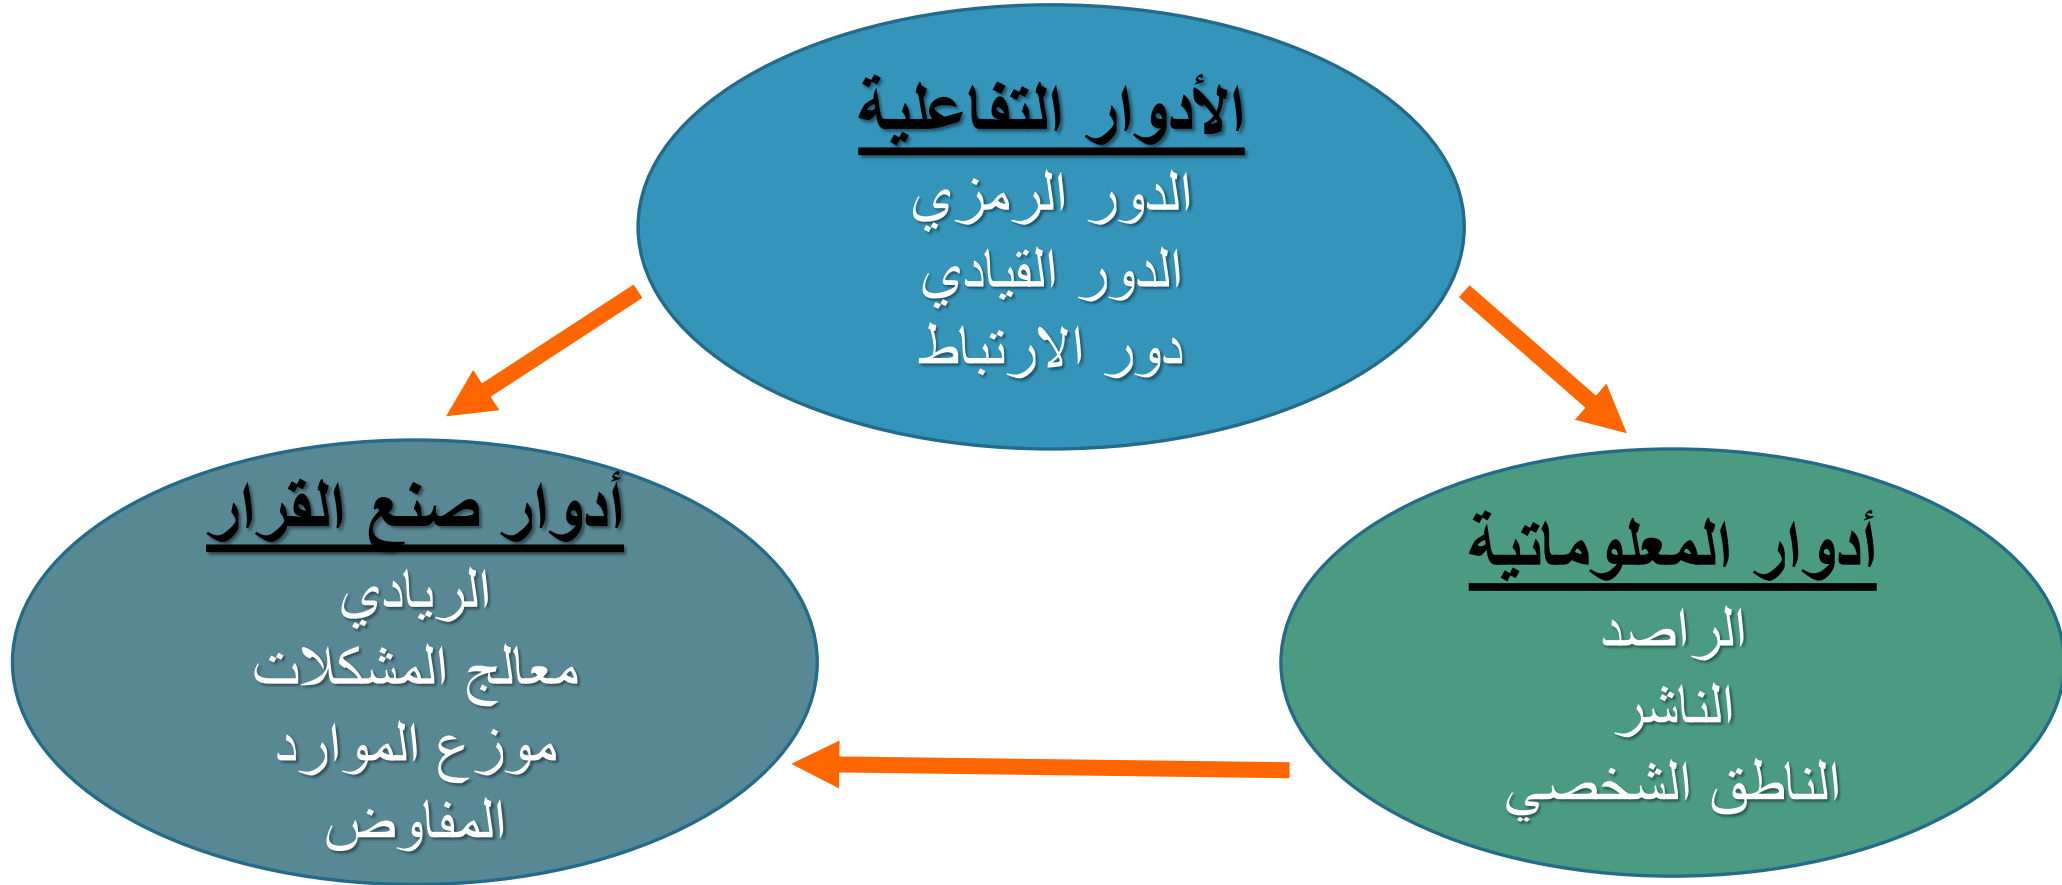 الأدوار التفاعلية
الدور الرمزي
الدور القيادي
دور الارتباط
أدوار المعلوماتية
الراصد
الناشر
الناطق الشخصي
أدوار صنع القرار
الريادي
معالج المشكلات
موزع الموارد
المفاوض